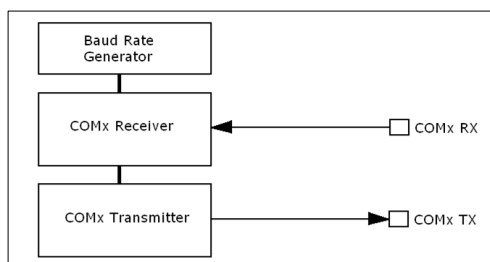 Baud Rate
Generator
COMx Receiver
COMx RX
COMx Transmitter
COMx TX